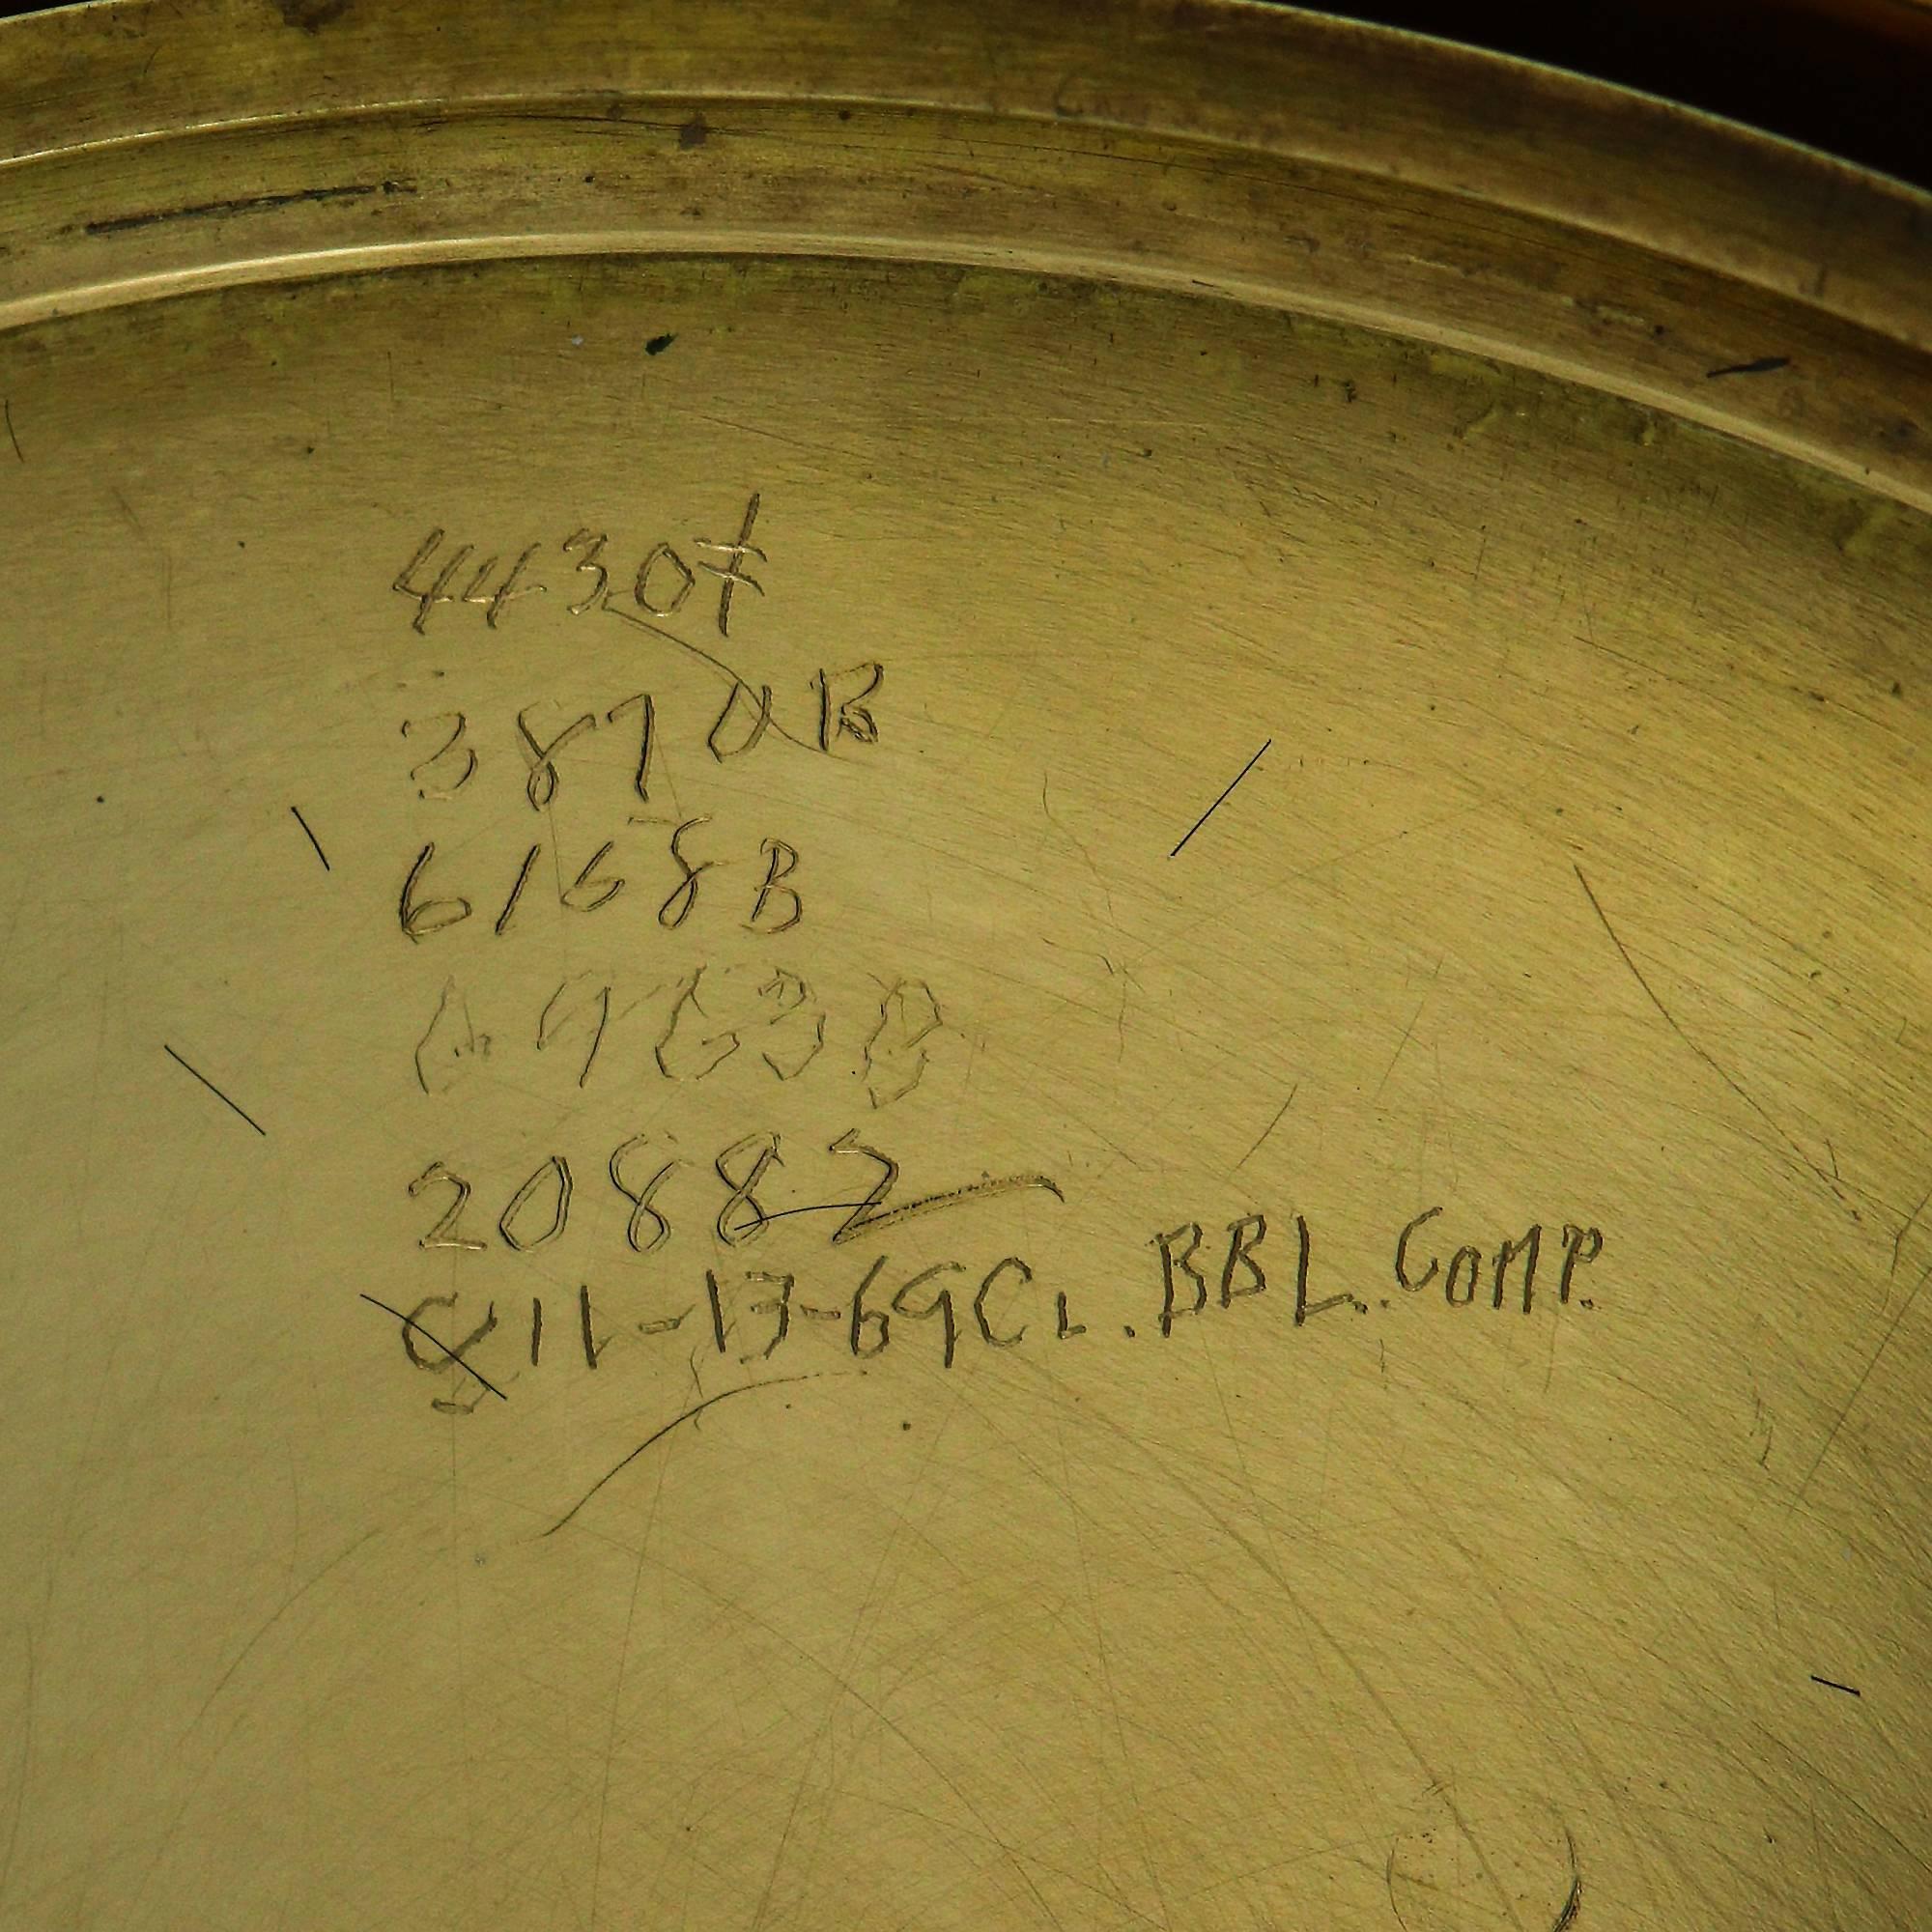 44307
3870B
6158B
20882
11-13-69 CL. BBL. COMP.